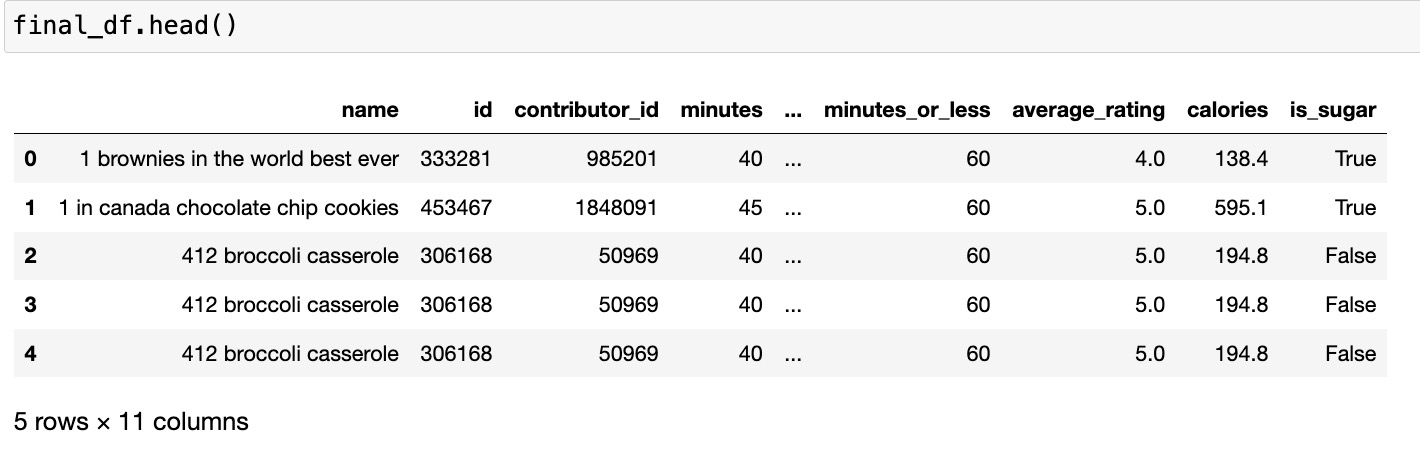 final_df.head()
name id contributor_id minutes ... minutes_or_less average_rating calories is_sugar
0 1 brownies in the world best ever 333281 985201 40 ... 60 4.0 138.4 True
1 1 in canada chocolate chip cookies 453467 1848091 45 ... 60 5.0 595.1 True
2 412 broccoli casserole 306168 50969 40 ... 60 5.0 194.8 False
3 412 broccoli casserole 306168 50969 40 ... 60 5.0 194.8 False
4 412 broccoli casserole 306168 50969 40 ... 60 5.0 194.8 False
5 rows × 11 columns